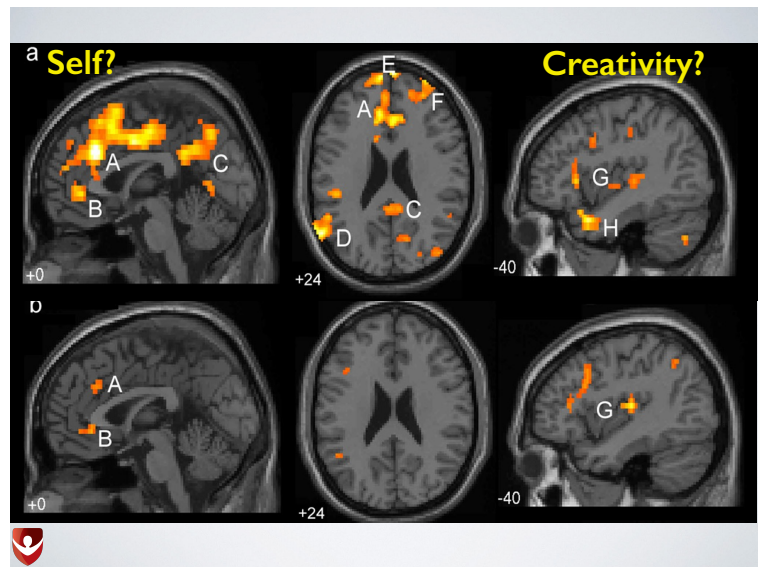 a Self? Creativity?
E
A F
A C
B
G
C
D
H
+0 +24 -40
b
A
B
G
+0 +24 -40